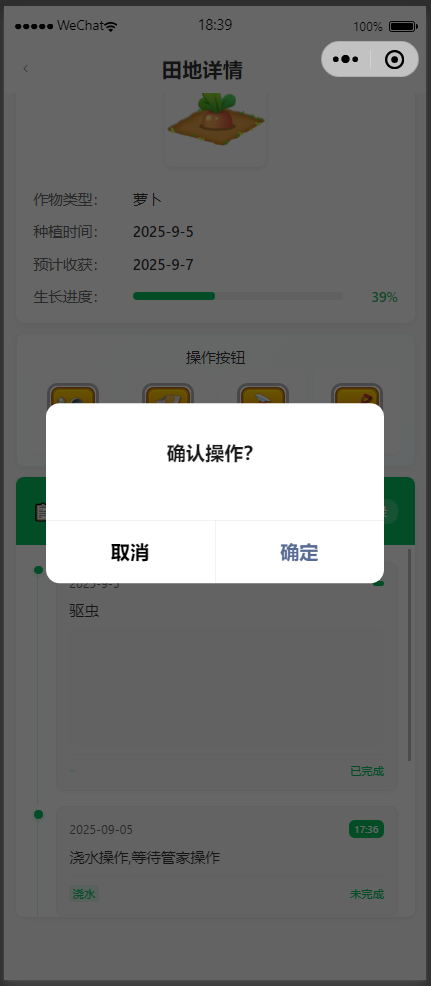 WeChat 18:39 100%
田地详情
作物类型: 萝卜
种植时间: 2025-9-5
预计收获: 2025-9-7
生长进度: 39%
操作按钮
确认操作?
取消 确定
驱虫
已完成
2025-09-05 17:36
浇水操作,等待管家操作
浇水 未完成